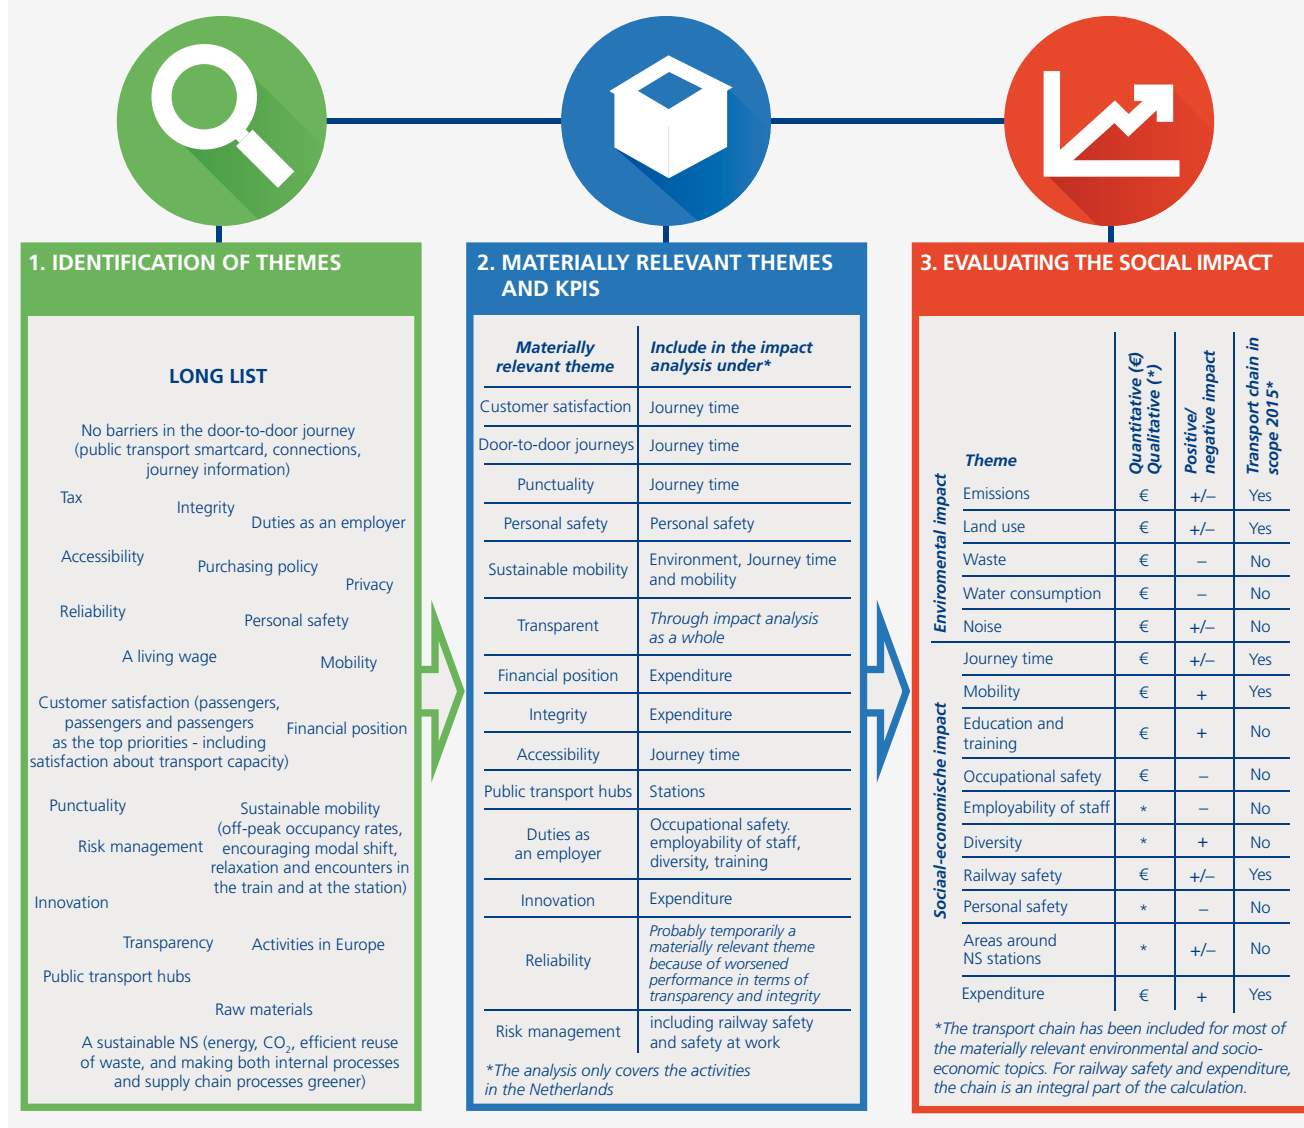 1. IDENTIFICATION OF THEMES
LONG LIST
No barriers in the door-to-door journey
(public transport smartcard, connections,
journey information)
Tax
Integrity
Duties as an employer
Accessibility
Purchasing policy
Privacy
Reliability
Personal safety
A living wage
Mobility
Customer satisfaction (passengers,
passengers and passengers
as the top priorities - including
satisfaction about transport capacity)
Financial position
Punctuality
Sustainable mobility
(off-peak occupancy rates,
encouraging modal shift,
relaxation and encounters in
the train and at the station)
Risk management
Innovation
Transparency
Activities in Europe
Public transport hubs
Raw materials
A sustainable NS (energy, CO2, efficient reuse
of waste, and making both internal processes
and supply chain processes greener)
2. MATERIALLY RELEVANT THEMES
AND KPIS
Materially
relevant theme
Include in the impact
analysis under*
Customer satisfaction Journey time
Door-to-door journeys Journey time
Punctuality Journey time
Personal safety Personal safety
Sustainable mobility
Environment, Journey time
and mobility
Transparent
Through impact analysis
as a whole
Financial position Expenditure
Integrity Expenditure
Accessibility Journey time
Public transport hubs Stations
Duties as
an employer
Occupational safety.
employability of staff,
diversity, training
Innovation Expenditure
Reliability
Probably temporarily a
materially relevant theme
because of worsened
performance in terms of
transparency and integrity
Risk management
including railway safety
and safety at work
*The analysis only covers the activities
in the Netherlands
3. EVALUATING THE SOCIAL IMPACT
Theme
Quantitative (€)
Qualitative (*)
Positive/
negative impact
Transport chain in
scope 2015*
Enviromental impact
Emissions € +/– Yes
Land use € +/– Yes
Waste € – No
Water consumption € – No
Noise € +/– No
Sociaal-economische impact
Journey time € +/– Yes
Mobility € + Yes
Education and
training € + No
Occupational safety € – No
Employability of staff * – No
Diversity * + No
Railway safety € +/– Yes
Personal safety * – No
Areas around
NS stations * +/– No
Expenditure € + Yes
*The transport chain has been included for most of
the materially relevant environmental and socio-
economic topics. For railway safety and expenditure,
the chain is an integral part of the calculation.